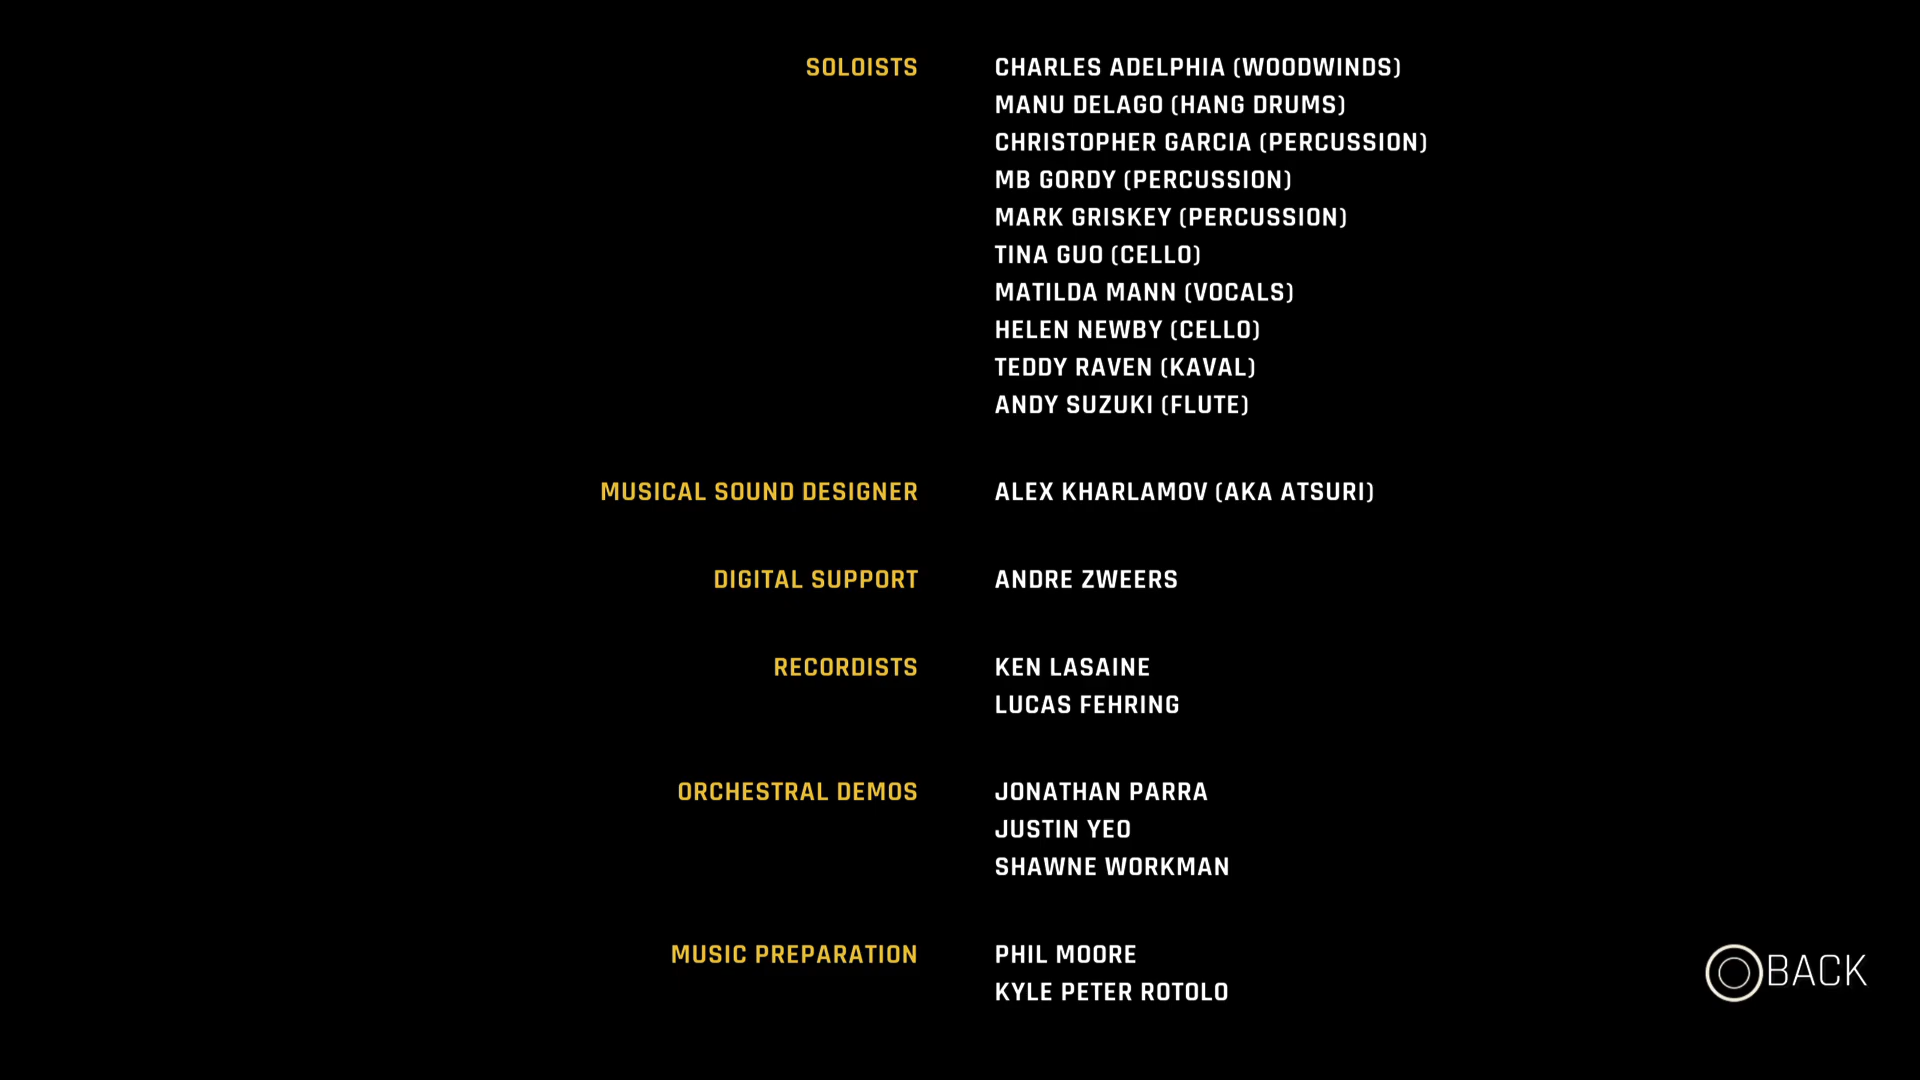 SOLOISTS CHARLES ADELPHIA (WOODWINDS)
MANU DELAGO (HANG DRUMS)
CHRISTOPHER GARCIA (PERCUSSION)
MB GORDY (PERCUSSION)
MARK GRISKEY (PERCUSSION)
TINA GUO (CELLO)
MATILDA MANN (VOCALS)
HELEN NEWBY (CELLO)
TEDDY RAVEN (KAVAL)
ANDY SUZUKI (FLUTE)
MUSICAL SOUND DESIGNER ALEX KHARLAMOV (AKA ATSURI)
DIGITAL SUPPORT ANDRE ZWEERS
RECORDISTS KEN LASAINE
LUCAS FEHRING
ORCHESTRAL DEMOS JONATHAN PARRA
JUSTIN YEO
SHAWNE WORKMAN
MUSIC PREPARATION PHIL MOORE
KYLE PETER ROTOLO
BACK